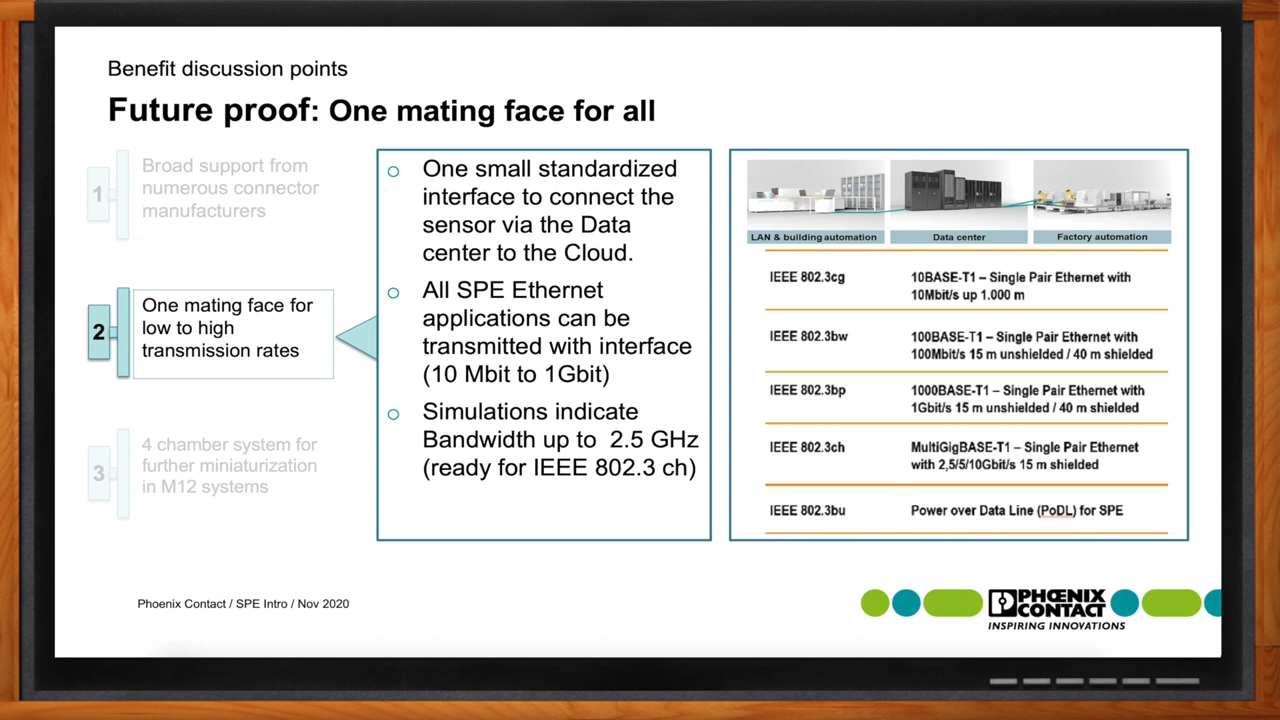 Benefit discussion points
Future proof: One mating face for all
1
Broad support from
numerous connector
manufacturers
2
One mating face for
low to high
transmission rates
3
4 chamber system for
further miniaturization
in M12 systems
One small standardized
interface to connect the
sensor via the Data
center to the Cloud.
All SPE Ethernet
applications can be
transmitted with interface
(10 Mbit to 1Gbit)
Simulations indicate
Bandwidth up to 2.5 GHz
(ready for IEEE 802.3 ch)
LAN & building automation
Data center
Factory automation
IEEE 802.3cg
10BASE-T1 – Single Pair Ethernet with
10Mbit/s up 1.000 m
IEEE 802.3bw
100BASE-T1 – Single Pair Ethernet with
100Mbit/s 15 m unshielded / 40 m shielded
IEEE 802.3bp
1000BASE-T1 – Single Pair Ethernet with
1Gbit/s 15 m unshielded / 40 m shielded
IEEE 802.3ch
MultiGigBASE-T1 – Single Pair Ethernet
with 2,5/5/10Gbit/s 15 m shielded
IEEE 802.3bu
Power over Data Line (PoDL) for SPE
Phoenix Contact / SPE Intro / Nov 2020
PHŒNIX
CONTACT
INSPIRING INNOVATIONS